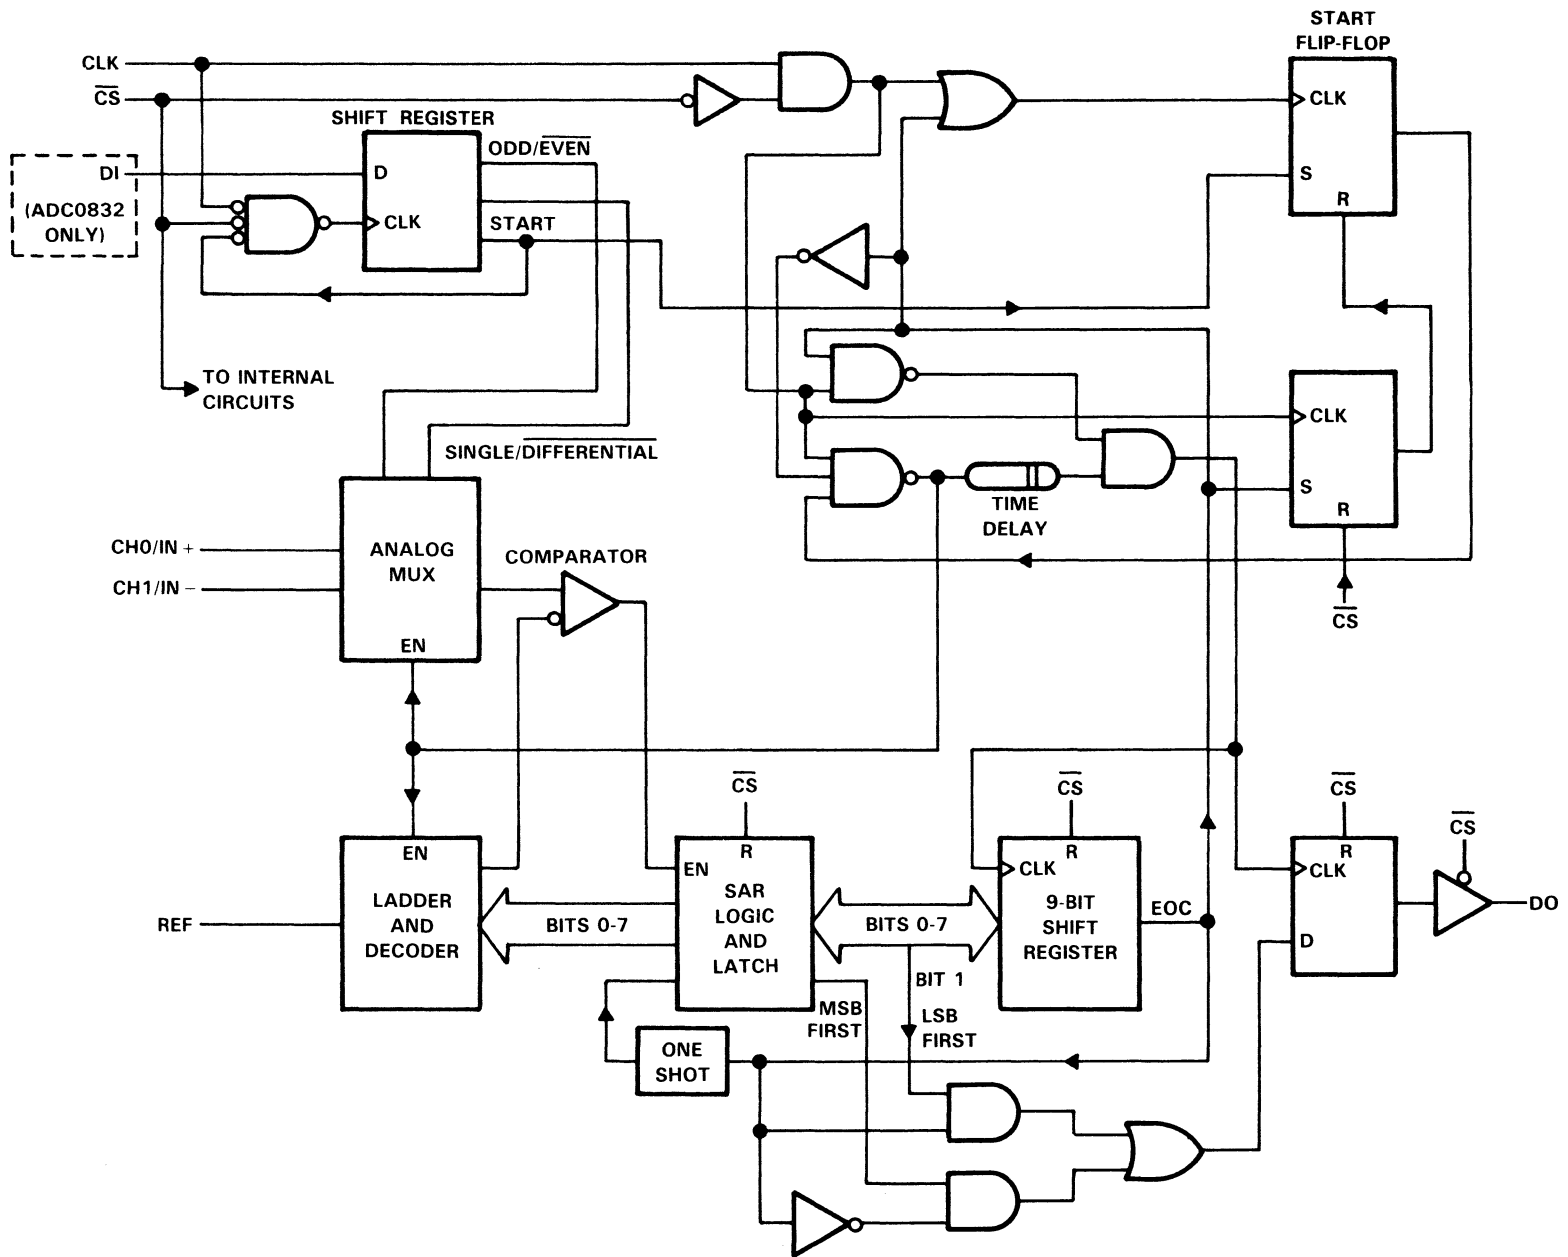 START
FLIP-FLOP
CLK
CS
CLK
SHIFT REGISTER
ODD/EVEN
DI
D
S
(ADC0832
ONLY)
CLK
START
R
TO INTERNAL
CIRCUITS
CLK
SINGLE/DIFFERENTIAL
S
TIME
DELAY
R
CH0/IN +
ANALOG
MUX
COMPARATOR
CH1/IN −
CS
EN
CS
CS
CS
CS
EN
R
R
R
EN
CLK
CLK
LADDER
AND
DECODER
SAR
LOGIC
AND
LATCH
9-BIT
SHIFT
REGISTER
EOC
DO
REF
BITS 0-7
BITS 0-7
D
BIT 1
MSB
FIRST
LSB
FIRST
ONE
SHOT